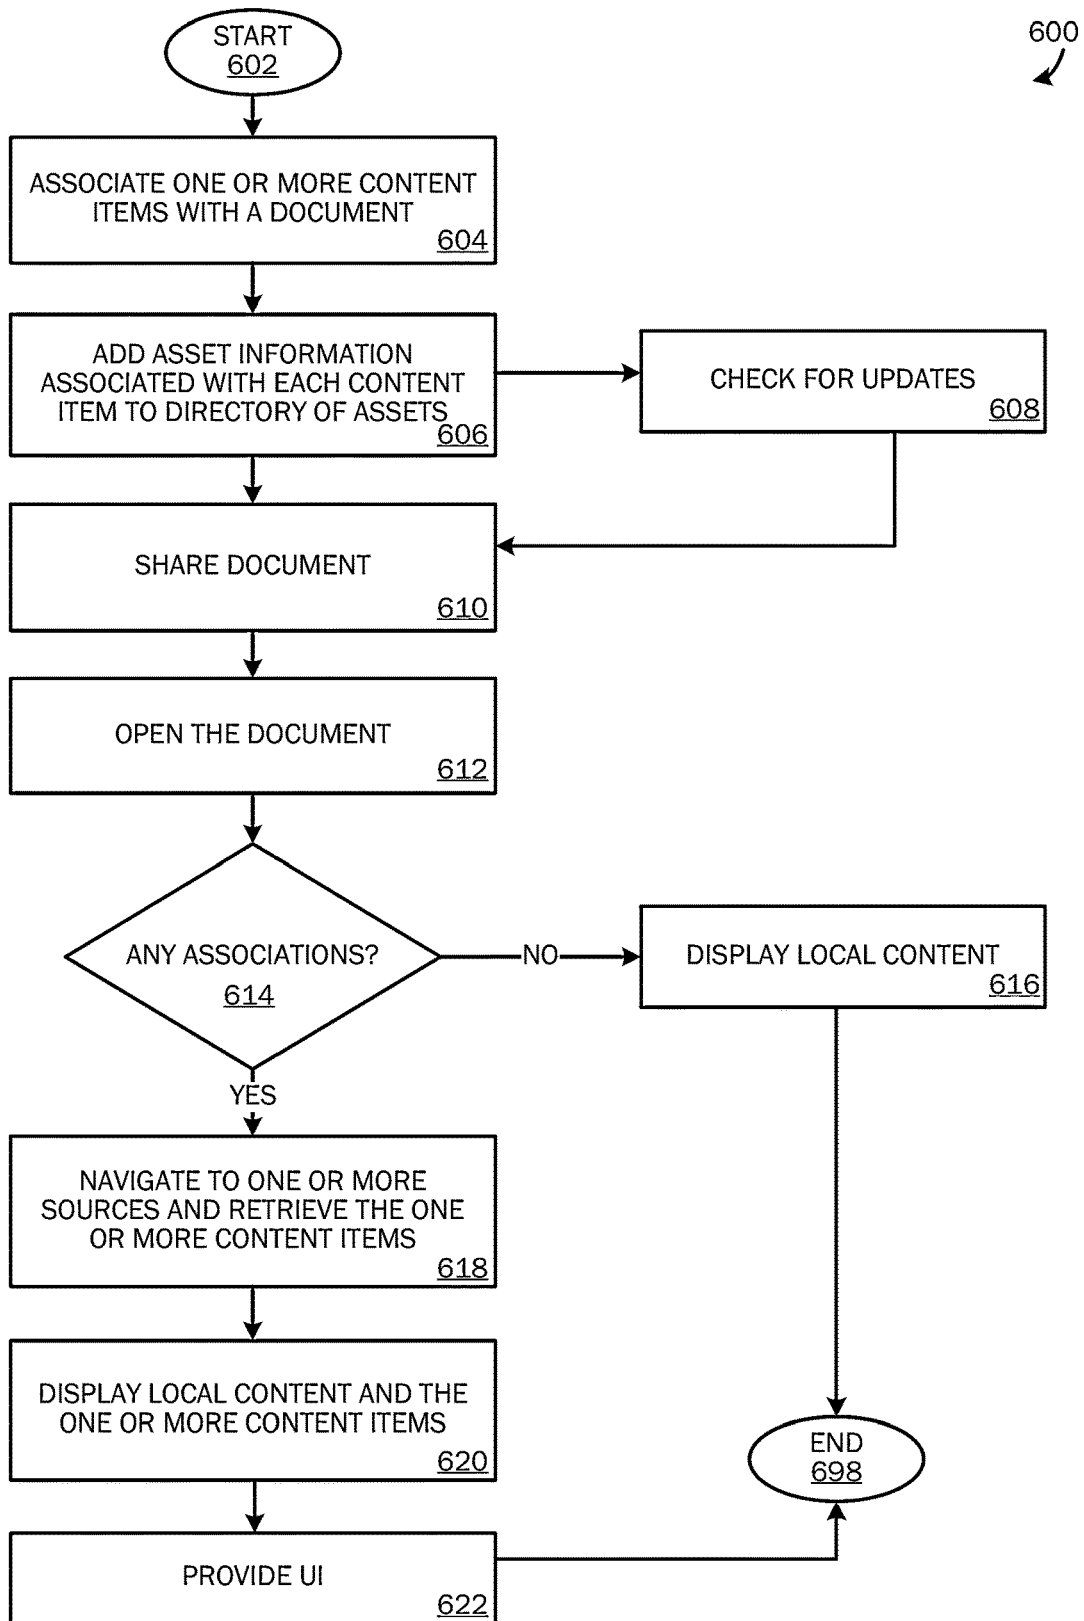 START
602
600
ASSOCIATE ONE OR MORE CONTENT
ITEMS WITH A DOCUMENT
604
ADD ASSET INFORMATION
ASSOCIATED WITH EACH CONTENT
ITEM TO DIRECTORY OF ASSETS
606
CHECK FOR UPDATES
608
SHARE DOCUMENT
610
OPEN THE DOCUMENT
612
ANY ASSOCIATIONS?
614
NO
DISPLAY LOCAL CONTENT
616
YES
NAVIGATE TO ONE OR MORE
SOURCES AND RETRIEVE THE ONE
OR MORE CONTENT ITEMS
618
DISPLAY LOCAL CONTENT AND THE
ONE OR MORE CONTENT ITEMS
620
END
698
PROVIDE UI
622